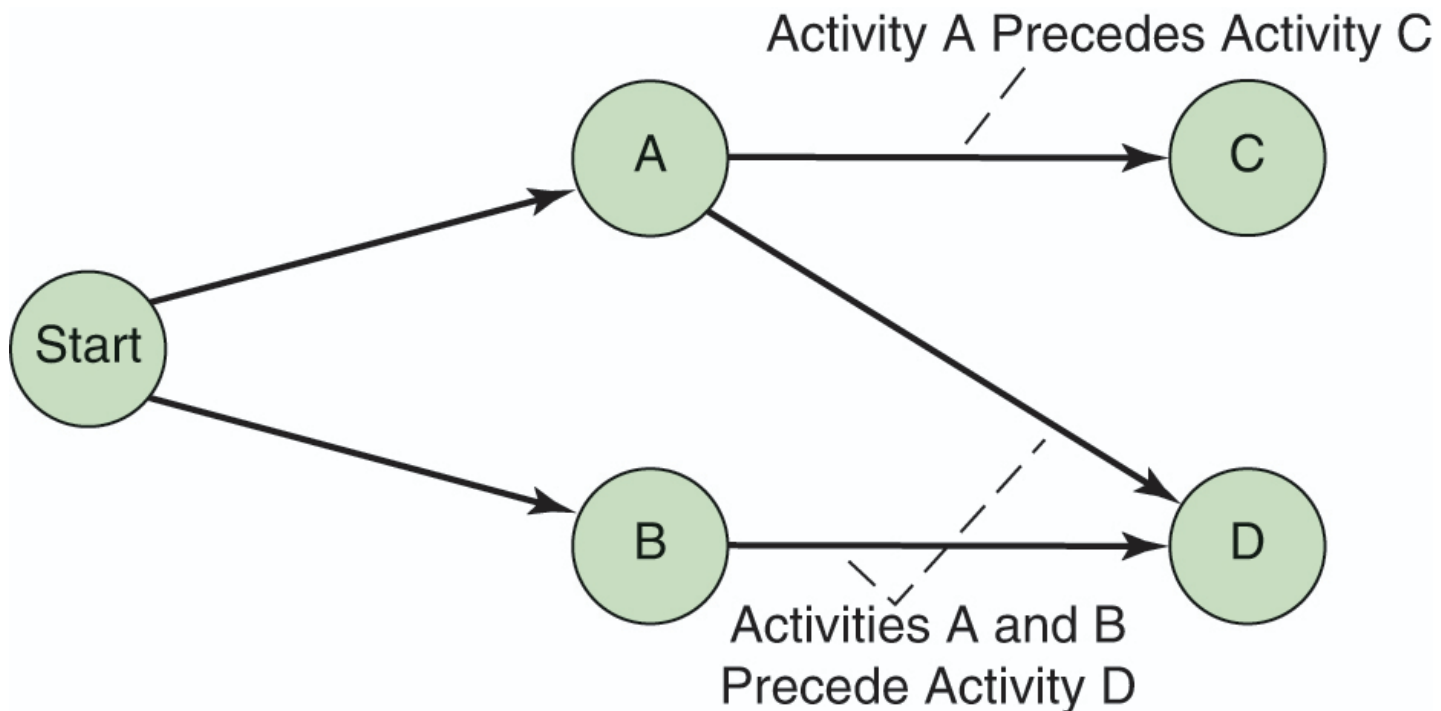 Activity A Precedes Activity C
A
C
Start
B
D
Activities A and B
Precede Activity D